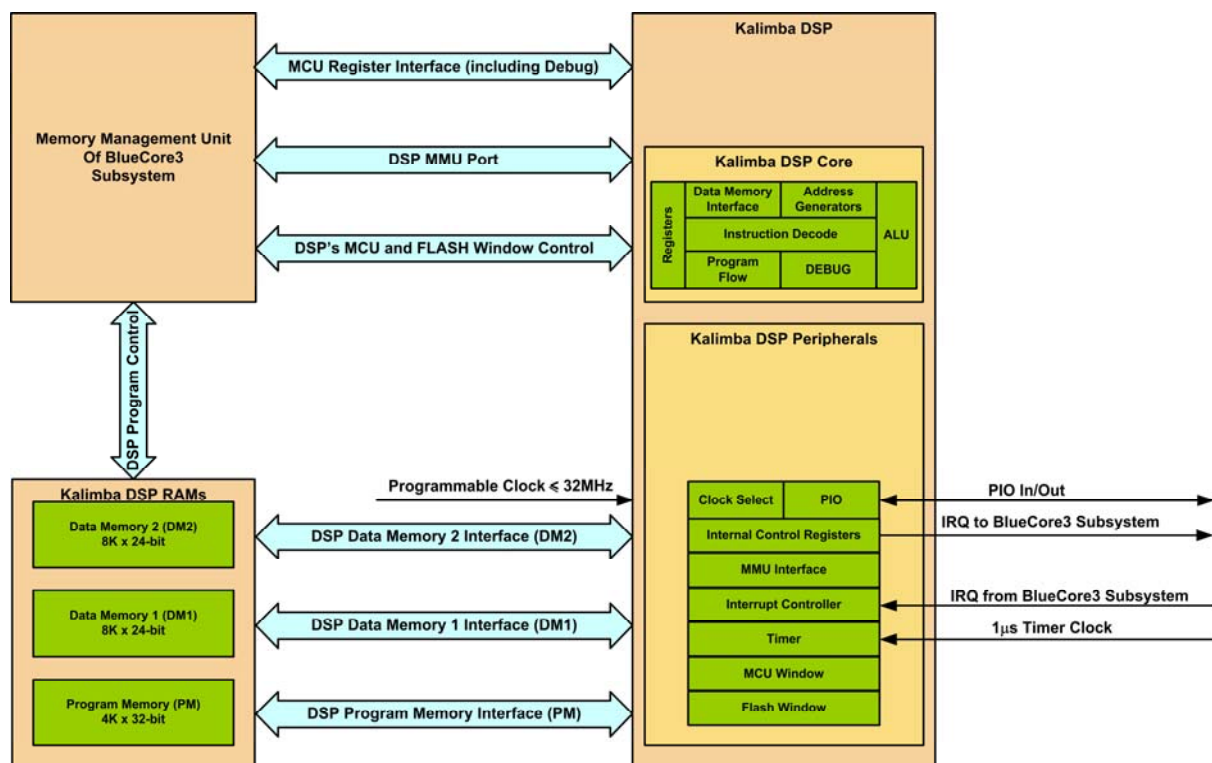 Memory Management Unit
Of BlueCore3
Subsystem
MCU Register Interface (including Debug)
DSP MMU Port
DSP's MCU and FLASH Window Control
DSP Program Control
Kalimba DSP
Kalimba DSP Core
Registers
Data Memory
Interface
Address
Generators
Instruction Decode
Program
Flow
DEBUG
ALU
Kalimba DSP RAMs
Data Memory 2 (DM2)
8K x 24-bit
Data Memory 1 (DM1)
8K x 24-bit
Program Memory (PM)
4K x 32-bit
Programmable Clock ⩽ 32MHz
DSP Data Memory 2 Interface (DM2)
DSP Data Memory 1 Interface (DM1)
DSP Program Memory Interface (PM)
Kalimba DSP Peripherals
Clock Select
PIO
Internal Control Registers
MMU Interface
Interrupt Controller
Timer
MCU Window
Flash Window
PIO In/Out
IRQ to BlueCore3 Subsystem
IRQ from BlueCore3 Subsystem
1μs Timer Clock